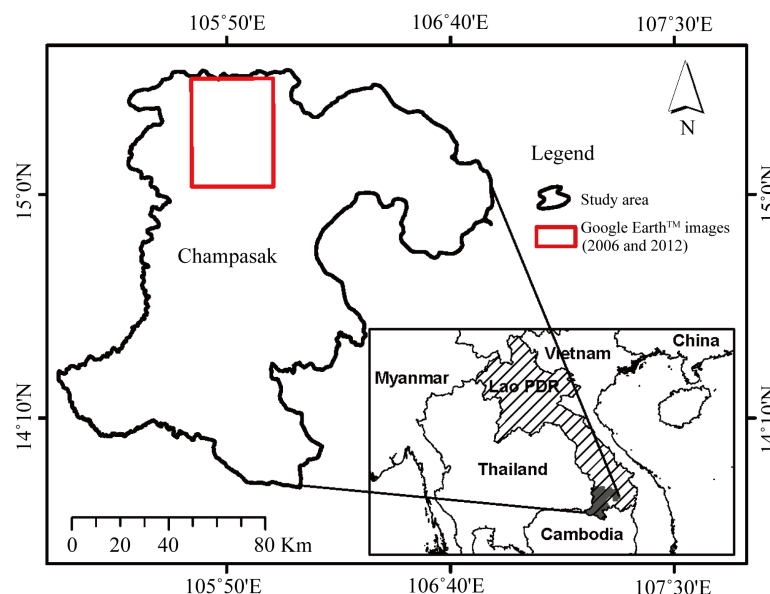 105°50'E 106°40'E 107°30'E
N
Legend
Study area
Google Earth™ images
(2006 and 2012)
15°0'N
15°0'N
Champasak
China
Vietnam
Myanmar
Lao PDR
14°10'N
14°10'N
Thailand
Cambodia
0 20 40 80 Km
105°50'E 106°40'E 107°30'E